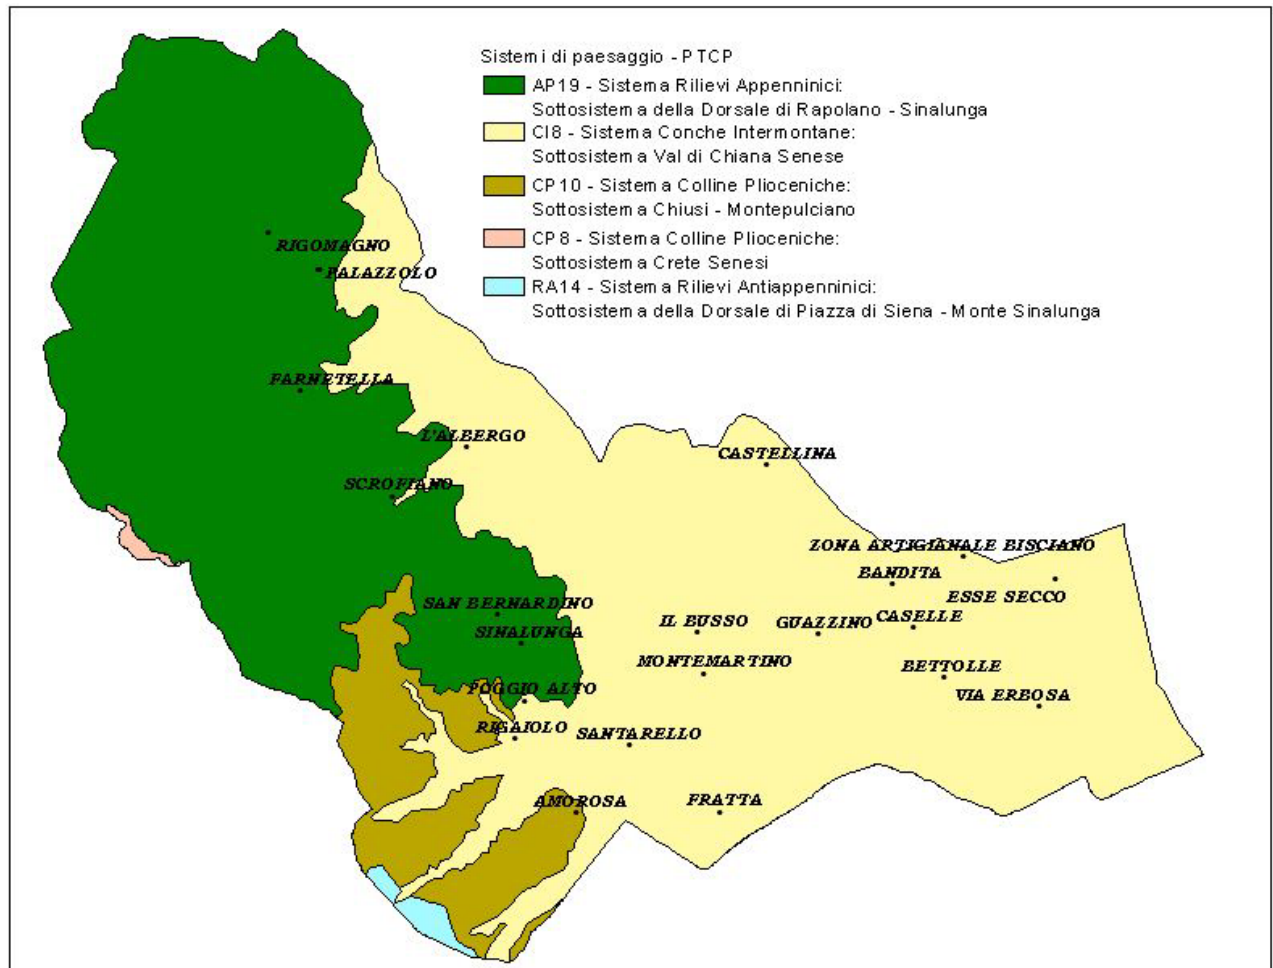 Sistemi di paesaggio - PTCP
AP19 - Sistema Rilievi Appenninici:
Sottosistema della Dorsale di Rapolano - Sinalunga
CI8 - Sistema Conche Intermontane:
Sottosistema Val di Chiana Senese
CP10 - Sistema Colline Plioceniche:
Sottosistema Chiusi - Montepulciano
CP8 - Sistema Colline Plioceniche:
Sottosistema Crete Senesi
RA14 - Sistema Rilievi Antiappenninici:
Sottosistema della Dorsale di Piazza di Siena - Monte Sinalunga
RIGOMAGNO
PALAZZOLO
FARNETELLA
L'ALBERGO
CASTELLINA
SCROFIANO
ZONA ARTIGIANALE BISCIANO
BANDITA
ESSE SECCO
SAN BERNARDINO
IL BUSSO
GUAZZINO
CASELLE
SINALUNGA
MONTEMARTINO
BETTOLLE
POGGIO ALTO
VIA ERBOSA
RIGAIOLO
SANTARELLO
AMOROSA
FRATTA